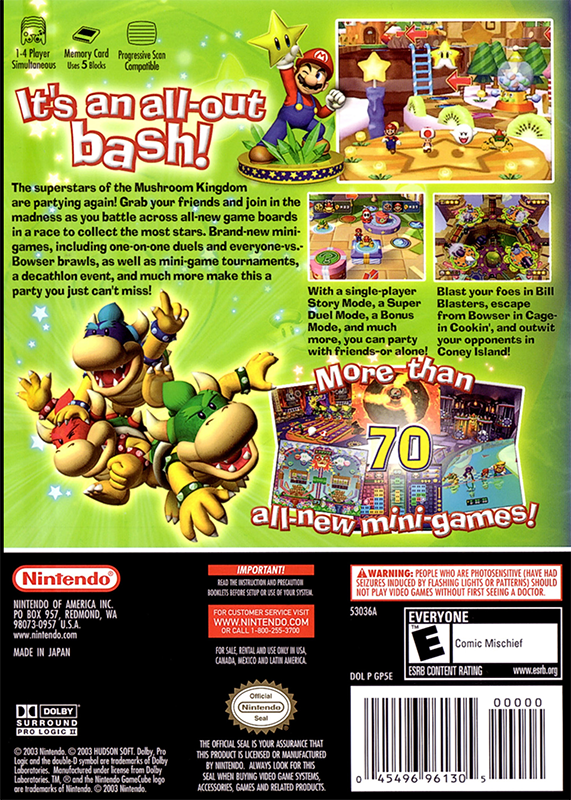 1-4 Player
Simultaneous
Memory Card
Uses 5 Blocks
Progressive Scan
Compatible
It's an all-out
bash!
The superstars of the Mushroom Kingdom
are partying again! Grab your friends and join in the
madness as you battle across all-new game boards
in a race to collect the most stars. Brand-new mini-
games, including one-on-one duels and everyone-vs.-
Bowser brawls, as well as mini-game tournaments,
a decathlon event, and much more make this a
party you just can't miss!
With a single-player
Story Mode, a Super
Duel Mode, a Bonus
Mode, and much
more, you can party
with friends-or alone!
Blast your foes in Bill
Blasters, escape
from Bowser in Cage-
in Cookin', and outwit
your opponents in
Coney Island!
More than
70
all-new mini-games!
Nintendo®
NINTENDO OF AMERICA INC.
PO BOX 957, REDMOND, WA
98073-0957 U.S.A.
www.nintendo.com
MADE IN JAPAN
DOLBY
SURROUND
PRO LOGIC II
© 2003 Nintendo. © 2003 HUDSON SOFT. Dolby, Pro
Logic and the double-D symbol are trademarks of Dolby
Laboratories. Manufactured under license from Dolby
Laboratories. TM, ® and the Nintendo GameCube logo
are trademarks of Nintendo. © 2003 Nintendo.
IMPORTANT!
READ THE INSTRUCTION AND PRECAUTION
BOOKLETS BEFORE SETUP OR USE OF YOUR SYSTEM.
FOR CUSTOMER SERVICE VISIT
WWW.NINTENDO.COM
OR CALL 1-800-255-3700
FOR SALE, RENTAL AND USE ONLY IN USA,
CANADA, MEXICO AND LATIN AMERICA.
Official
Nintendo
Seal
THE OFFICIAL SEAL IS YOUR ASSURANCE THAT
THIS PRODUCT IS LICENSED OR MANUFACTURED
BY NINTENDO. ALWAYS LOOK FOR THIS
SEAL WHEN BUYING VIDEO GAME SYSTEMS,
ACCESSORIES, GAMES AND RELATED PRODUCTS.
WARNING: PEOPLE WHO ARE PHOTOSENSITIVE (HAVE HAD
SEIZURES INDUCED BY FLASHING LIGHTS OR PATTERNS) SHOULD
NOT PLAY VIDEO GAMES WITHOUT FIRST SEEING A DOCTOR.
53036A
EVERYONE
E
TM
Comic Mischief
ESRB CONTENT RATING www.esrb.org
DOL P GP5E
00000
0 45496 96130 5